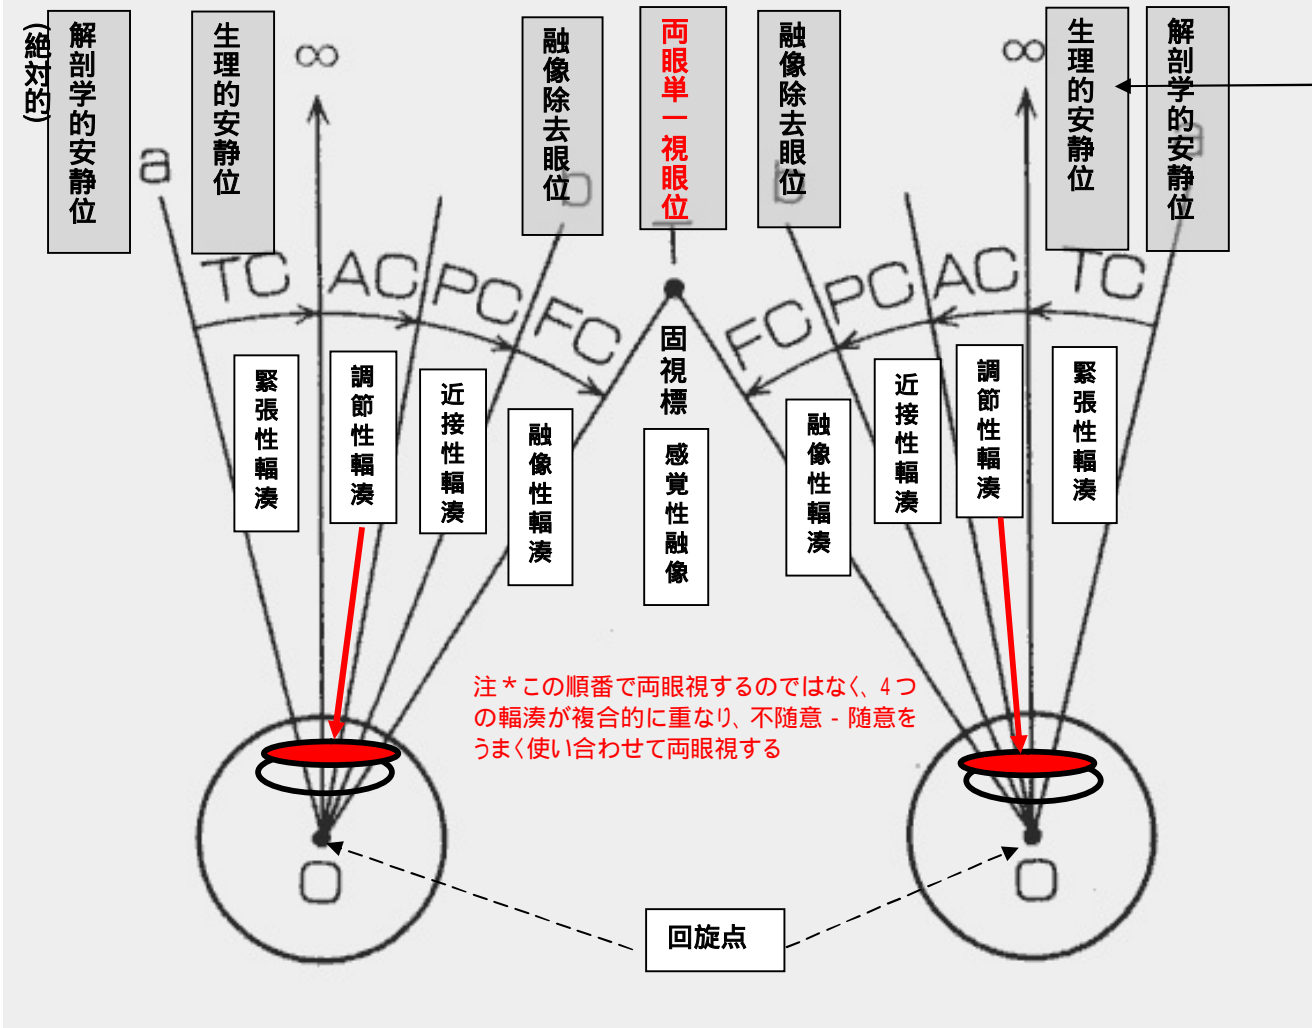 (絶対的)
解剖学的安静位
生理的安静位
∞
融像除去眼位
両眼単一視眼位
融像除去眼位
∞
生理的安静位
解剖学的安静位
a
b
T
b
a
TC
AC
PC
FC
FC
PC
AC
TC
緊張性輻湊
調節性輻湊
近接性輻湊
融像性輻湊
固視標
感覚性融像
融像性輻湊
近接性輻湊
調節性輻湊
緊張性輻湊
注＊この順番で両眼視するのではなく、4つ
の輻湊が複合的に重なり、不随意 - 随意を
うまく使い合わせて両眼視する
O
O
回旋点